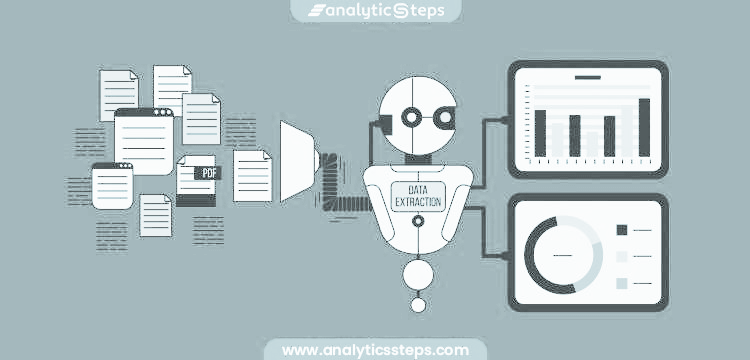 analyticSteps
PDF
DATA
EXTRACTION
www.analyticssteps.com